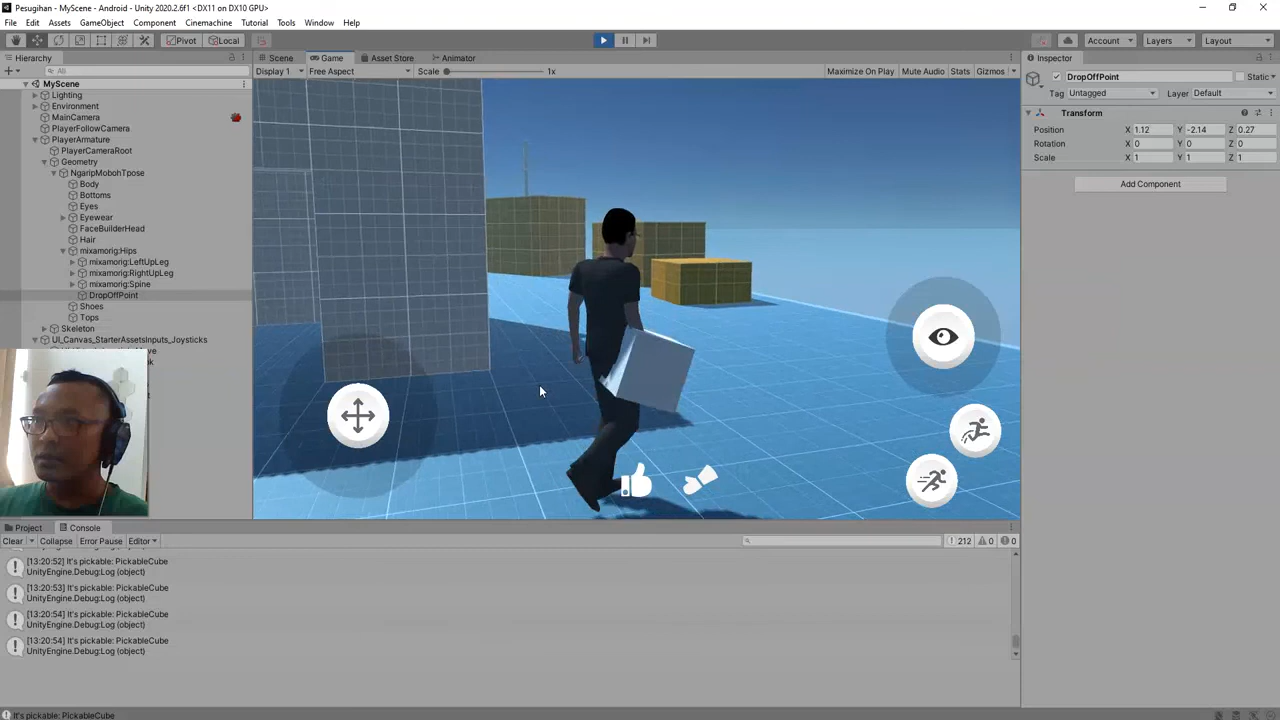 Pesugihan - MyScene - Android - Unity 2020.2.6f1 <DX11 on DX10 GPU>
File Edit Assets GameObject Component Cinemachine Tutorial Tools Window Help
Pivot Local Account Layers Layout
Hierarchy Scene Game Asset Store Animator Inspector
All Display 1 Free Aspect Scale 1x Maximize On Play Mute Audio Stats Gizmos
DropOffPoint Static
MyScene
Tag Untagged Layer Default
Lighting
Environment
MainCamera
PlayerFollowCamera
PlayerArmature
PlayerCameraRoot
Geometry
NgaripMobohTpose
Body
Bottoms
Eyes
Eyewear
FaceBuilderHead
Hair
mixamorig:Hips
mixamorig:LeftUpLeg
mixamorig:RightUpLeg
mixamorig:Spine
DropOffPoint
Shoes
Tops
Skeleton
UI_Canvas_StarterAssetsInputs_Joysticks
Transform
Position X 1.12 Y -2.14 Z 0.27
Rotation X 0 Y 0 Z 0
Scale X 1 Y 1 Z 1
Add Component
Project Console
Clear Collapse Error Pause Editor 212 0 0
[13:20:52] It's pickable: PickableCube
UnityEngine.Debug:Log (object)
[13:20:53] It's pickable: PickableCube
UnityEngine.Debug:Log (object)
[13:20:54] It's pickable: PickableCube
UnityEngine.Debug:Log (object)
[13:20:54] It's pickable: PickableCube
UnityEngine.Debug:Log (object)
It's pickable: PickableCube